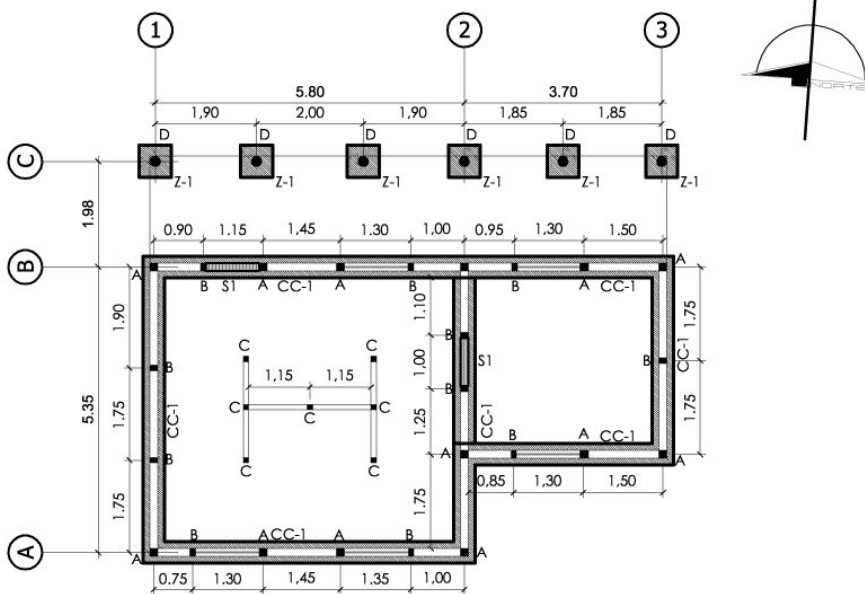 1 2 3
NORTE
5.80 3.70
1,90 2,00 1,90 1,85 1,85
D D D D D D
C
Z-1 Z-1 Z-1 Z-1 Z-1 Z-1
1.98
0.90 1.15 1,45 1.30 1,00 0.95 1,30 1.50
B
A A
B S1 A CC-1 A B B A CC-1
1.90 1.10 1.75
C C
B B B CC-1
1,00 S1
1,15 1,15
B
5.35 1.75 CC-1
C C C
B
1.25 CC-1 1.75
B A CC-1
C C A A
0,85 1,30 1,50
1.75 1.75
B A CC-1 A B
A
A A
0.75 1.30 1,45 1.35 1,00